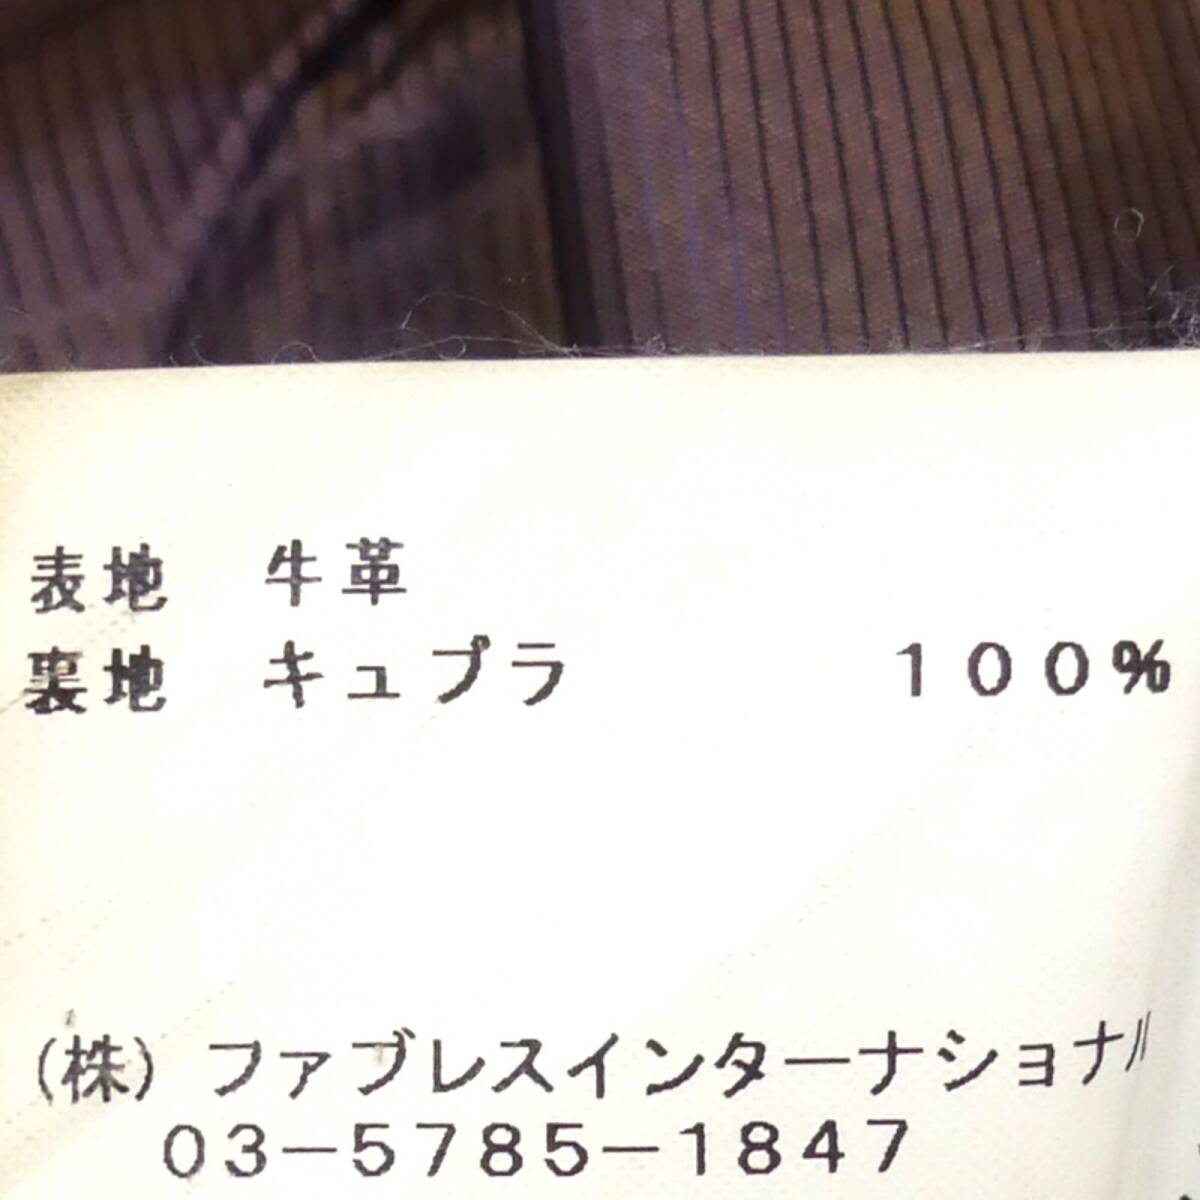 表地　牛革
裏地　キュプラ　100%
(株)ファブレスインターナショナル
03-5785-1847